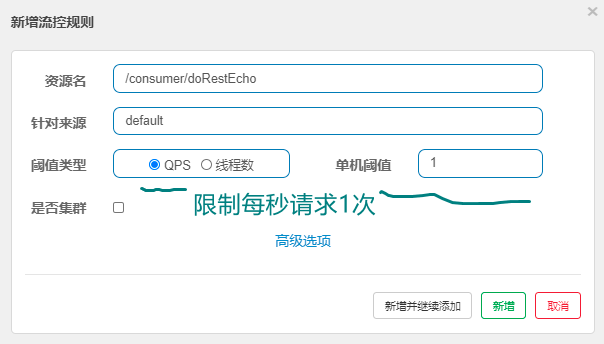 新增流控规则
×
资源名 /consumer/doRestEcho
针对来源 default
阈值类型 QPS 线程数 单机阈值 1
是否集群 限制每秒请求1次
高级选项
新增并继续添加 新增 取消